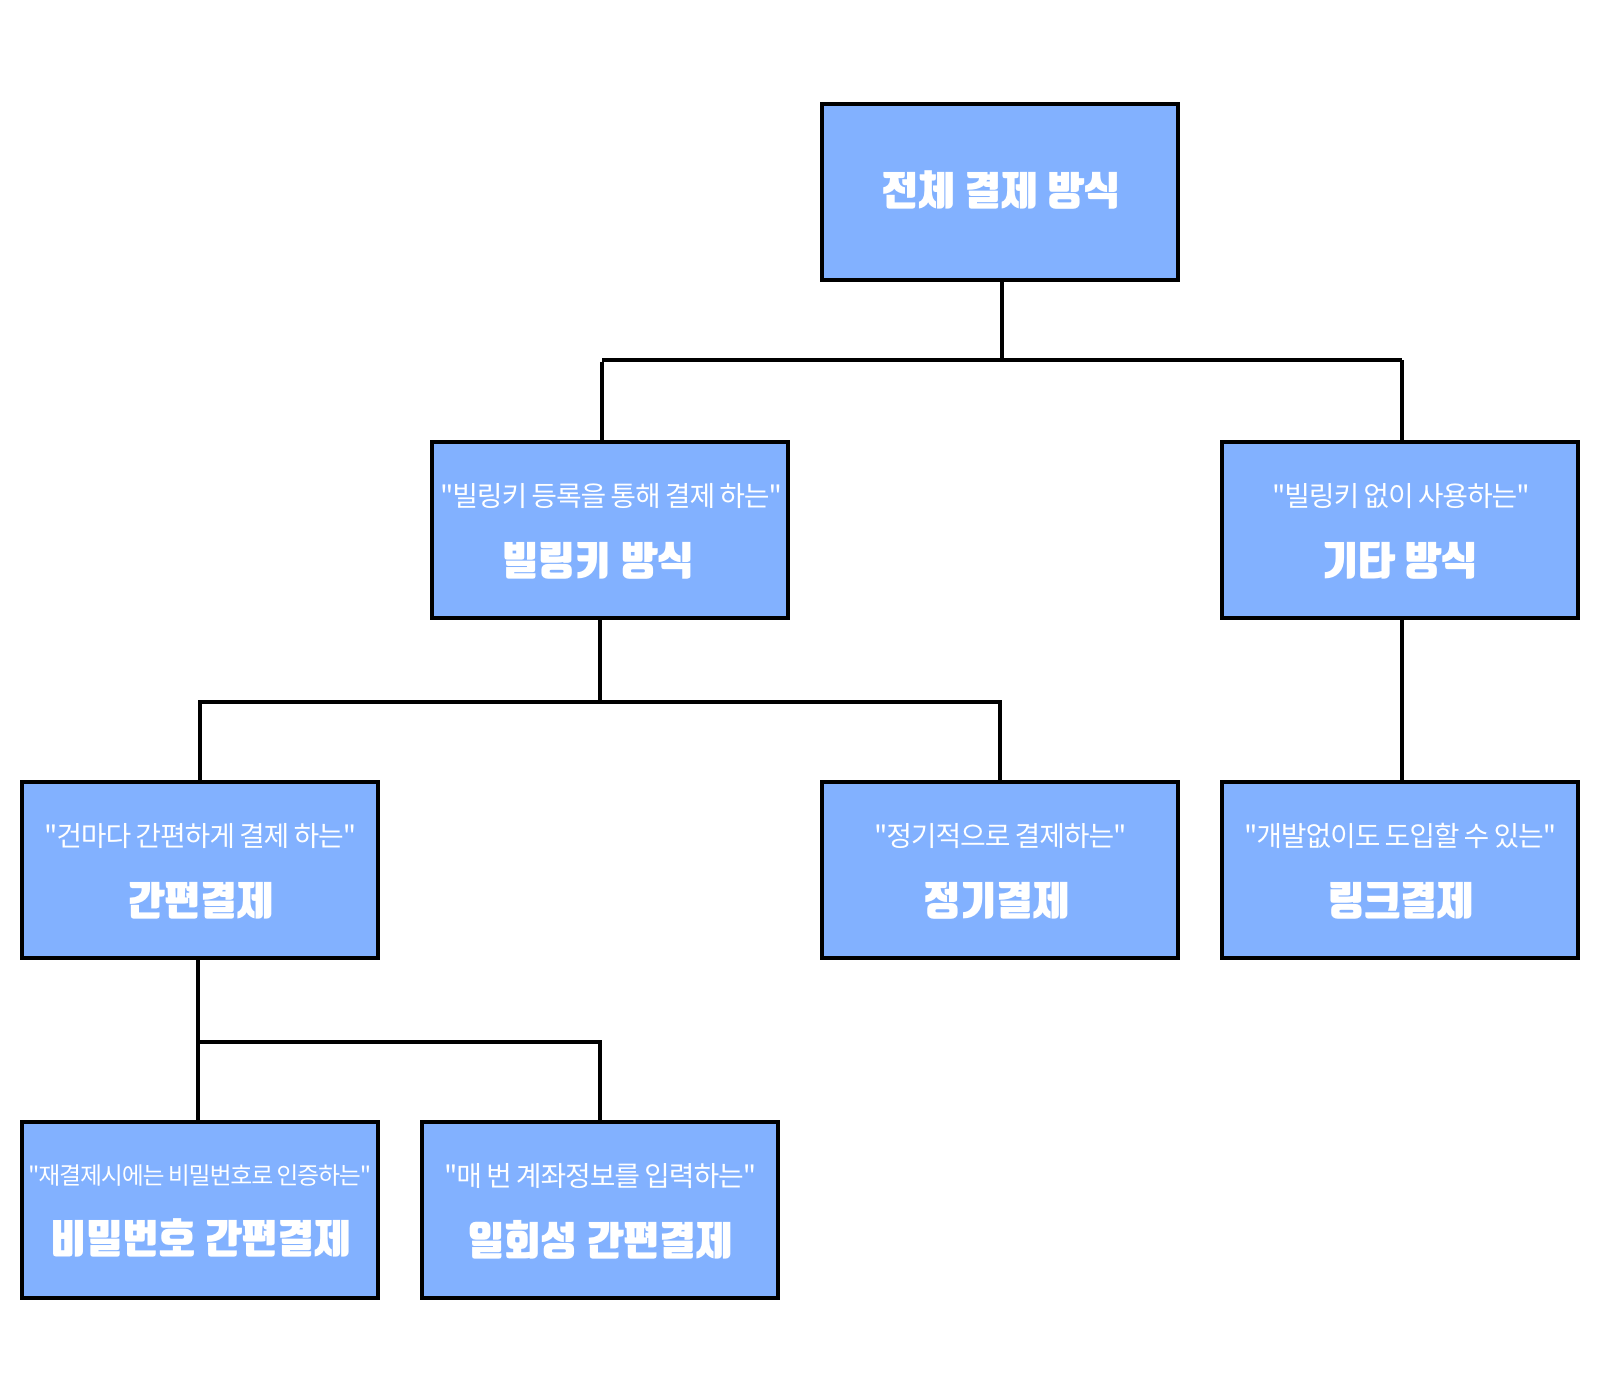 전체 결제 방식
"빌링키 등록을 통해 결제 하는"
빌링키 방식
"빌링키 없이 사용하는"
기타 방식
"건마다 간편하게 결제 하는"
간편결제
"정기적으로 결제하는"
정기결제
"개발없이도 도입할 수 있는"
링크결제
"재결제시에는 비밀번호로 인증하는"
비밀번호 간편결제
"매 번 계좌정보를 입력하는"
일회성 간편결제